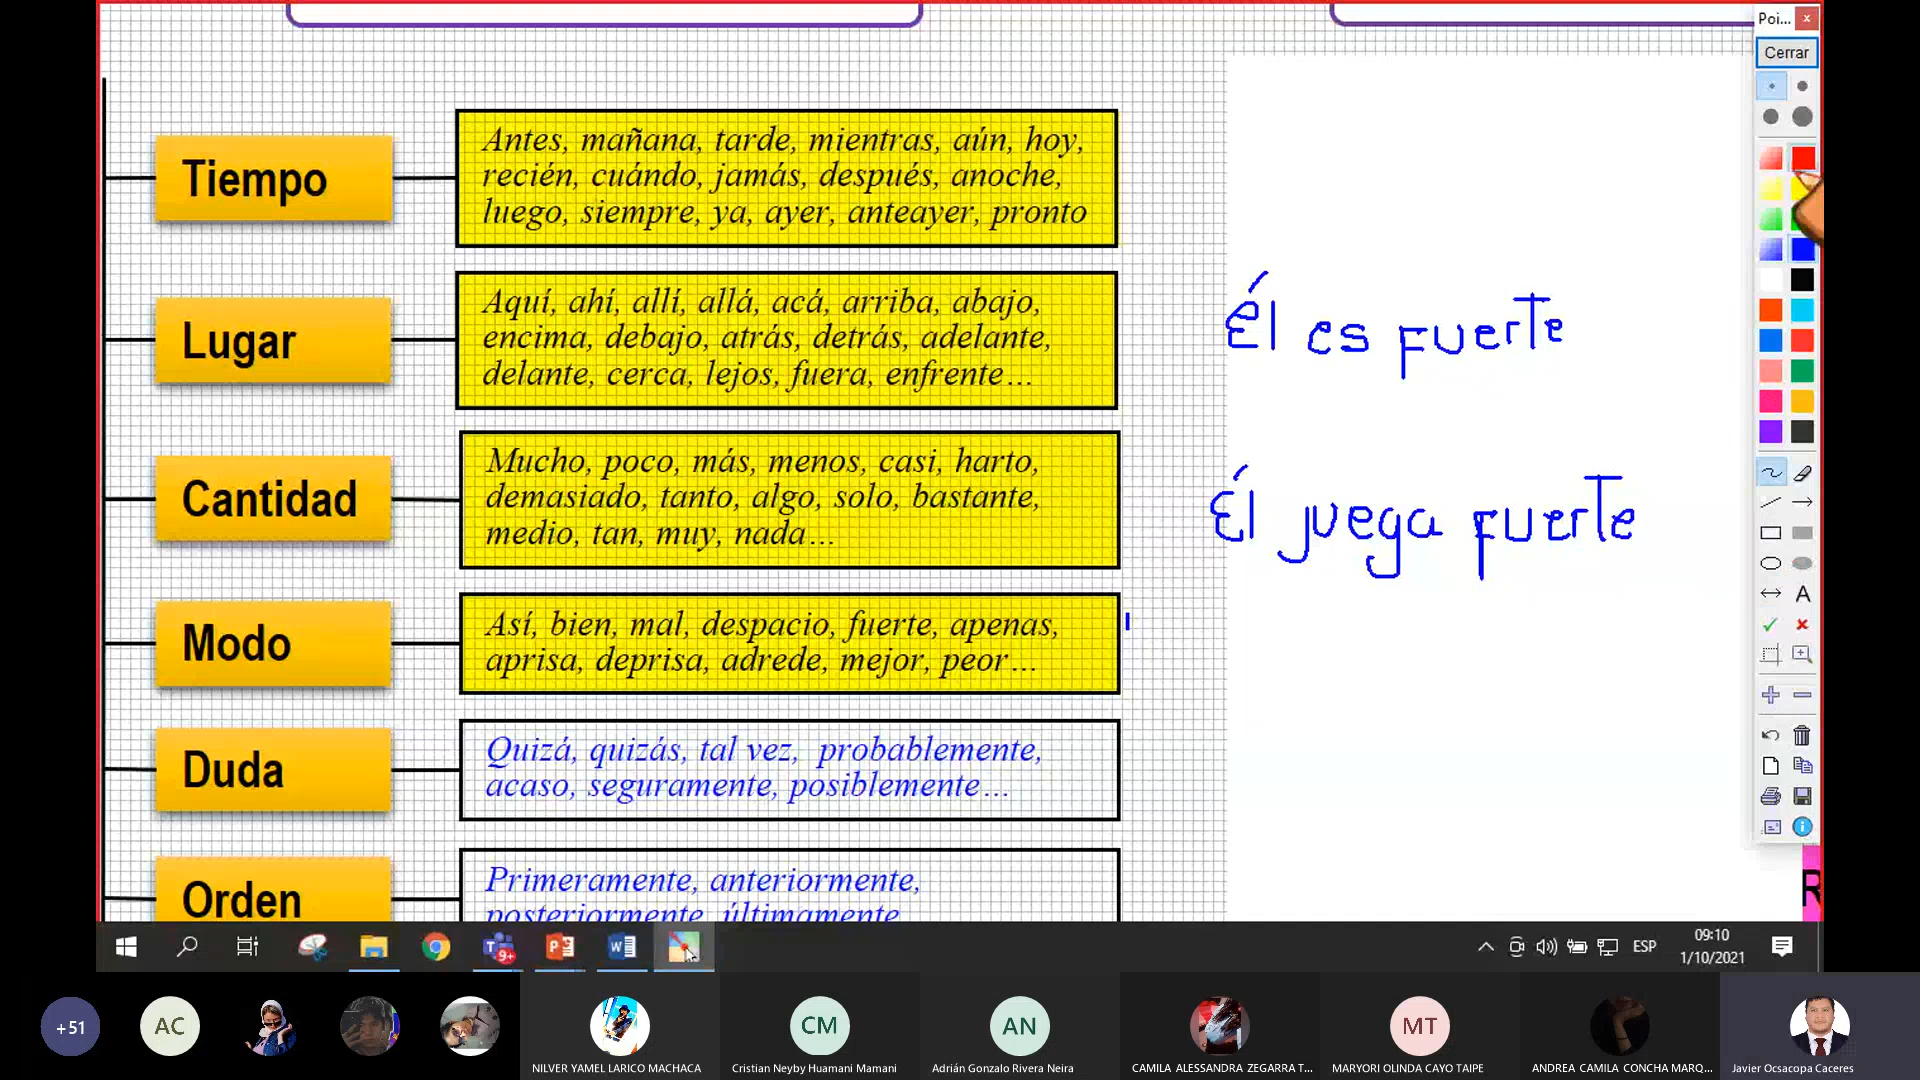 Poi...
Cerrar
Tiempo
Antes, mañana, tarde, mientras, aún, hoy,
recién, cuándo, jamás, después, anoche,
luego, siempre, ya, ayer, anteayer, pronto
Lugar
Aquí, ahí, allí, allá, acá, arriba, abajo,
encima, debajo, atrás, detrás, adelante,
delante, cerca, lejos, fuera, enfrente…
Él es fuerte
Cantidad
Mucho, poco, más, menos, casi, harto,
demasiado, tanto, algo, solo, bastante,
medio, tan, muy, nada…
Él juega fuerte
Modo
Así, bien, mal, despacio, fuerte, apenas,
aprisa, deprisa, adrede, mejor, peor…
Duda
Quizá, quizás, tal vez, probablemente,
acaso, seguramente, posiblemente…
Orden
Primeramente, anteriormente,
posteriormente, últimamente
R
9+
ESP
09:10
1/10/2021
+51
AC
CM
AN
MT
NILVER YAMEL LARICO MACHACA
Cristian Neyby Huamani Mamani
Adrián Gonzalo Rivera Neira
CAMILA ALESSANDRA ZEGARRA T...
MARYORI OLINDA CAYO TAIPE
ANDREA CAMILA CONCHA MARQ...
Javier Ocsacopa Caceres